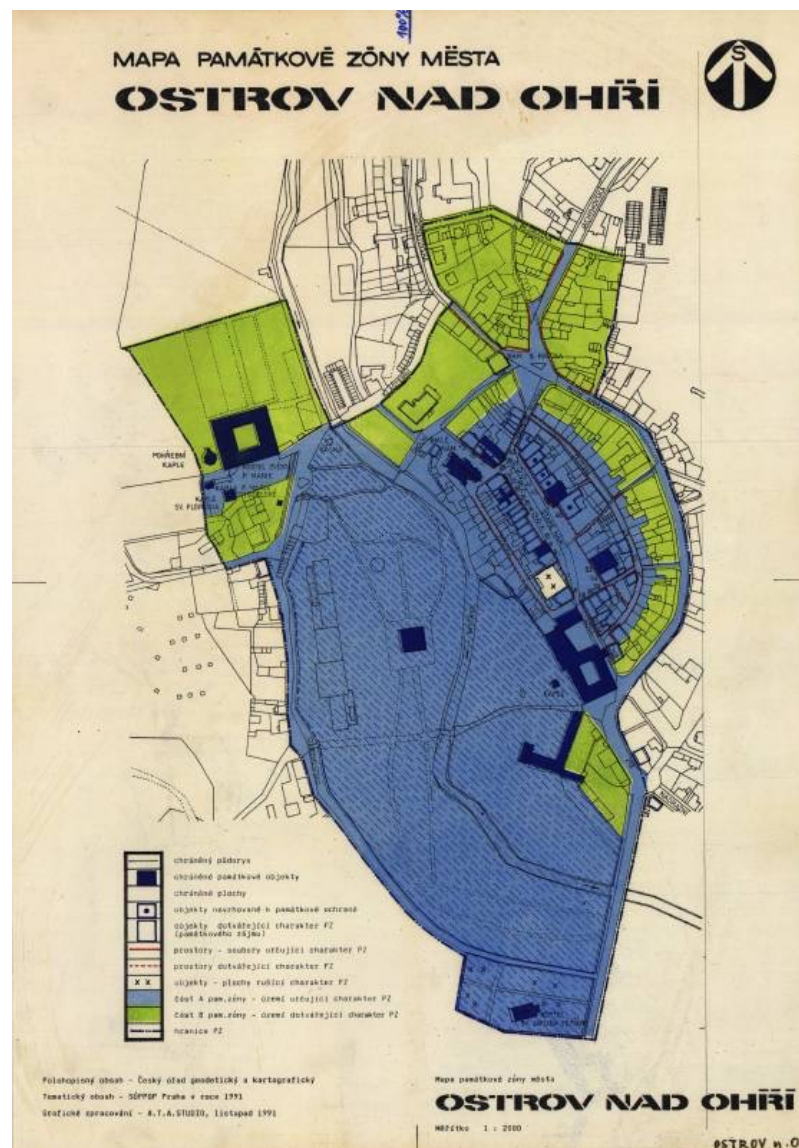 100%
MAPA PAMÁTKOVÉ ZÓNY MĚSTA
OSTROV NAD OHŘÍ
S
POHŘEBNÍ
KAPLE
KAPLE
SV. FLORIÁNA
KAPLE
chráněný půdorys
chráněné památkové objekty
chráněné plochy
objekty navrhované k památkové ochraně
objekty dotvářející charakter PZ
(památkového zájmu)
prostory - soubory určující charakter PZ
prostory dotvářející charakter PZ
x x
objekty - plochy rušící charakter PZ
část A pam.zóny - území určující charakter PZ
část B pam.zóny - území dotvářející charakter PZ
hranice PZ
Polohopisný obsah - Český úřad geodetický a kartografický
Tematický obsah - SÚPPOP Praha v roce 1991
Grafické zpracování - A.T.A.STUDIO, listopad 1991
Mapa památkové zóny města
OSTROV NAD OHŘÍ
Měřítko 1 : 2000
OSTROV n.O